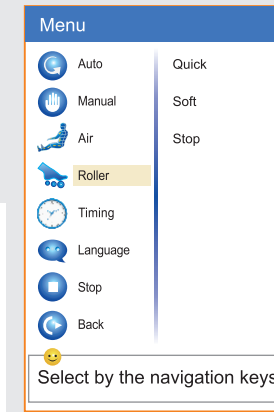 Menu
Auto
Quick
Manual
Soft
Air
Stop
Roller
Timing
Language
Stop
Back
Select by the navigation keys